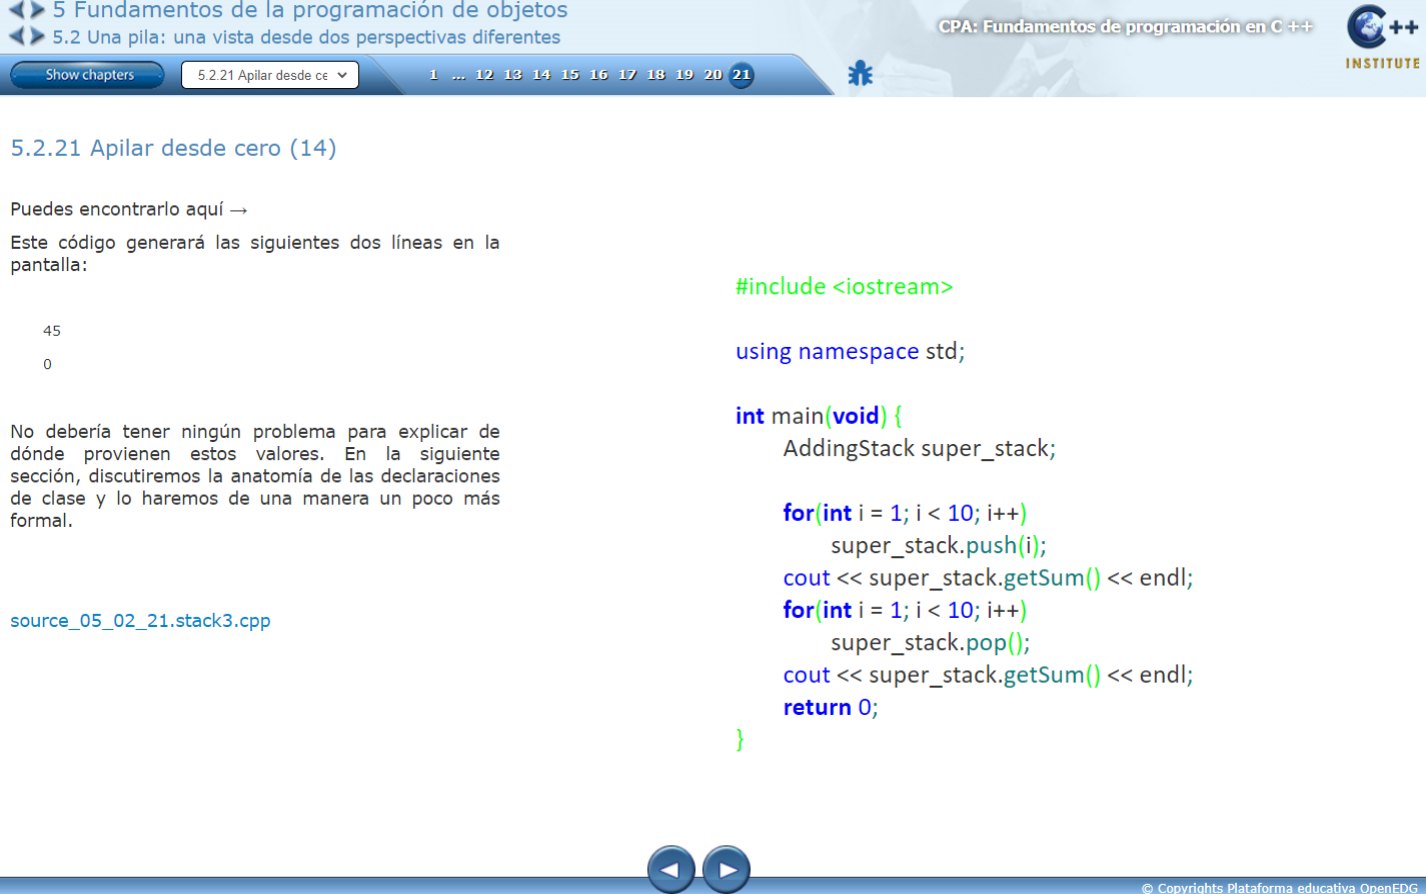 5 Fundamentos de la programación de objetos
5.2 Una pila: una vista desde dos perspectivas diferentes
CPA: Fundamentos de programación en C ++
C++
INSTITUTE
Show chapters
5.2.21 Apilar desde ce
1 ... 12 13 14 15 16 17 18 19 20 21
5.2.21 Apilar desde cero (14)
Puedes encontrarlo aquí →
Este código generará las siguientes dos líneas en la
pantalla:
45
0
No debería tener ningún problema para explicar de
dónde provienen estos valores. En la siguiente
sección, discutiremos la anatomía de las declaraciones
de clase y lo haremos de una manera un poco más
formal.
source_05_02_21.stack3.cpp
#include <iostream>
using namespace std;
int main(void) {
AddingStack super_stack;
for(int i = 1; i < 10; i++)
super_stack.push(i);
cout << super_stack.getSum() << endl;
for(int i = 1; i < 10; i++)
super_stack.pop();
cout << super_stack.getSum() << endl;
return 0;
}
© Copyrights Plataforma educativa OpenEDG